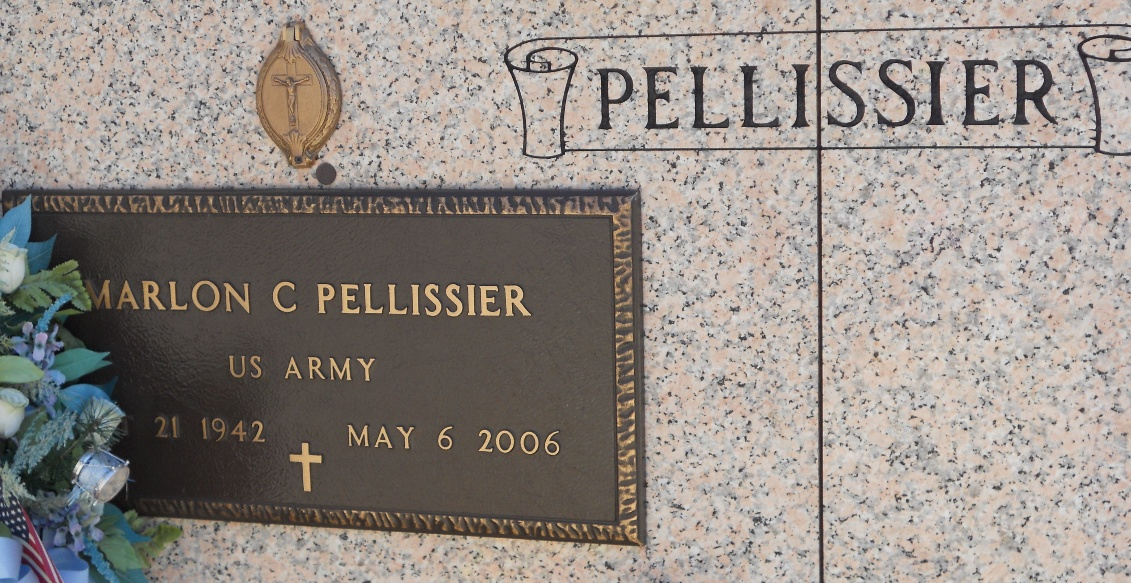 PELLISSIER
MARLON C PELLISSIER
US ARMY
21 1942 MAY 6 2006